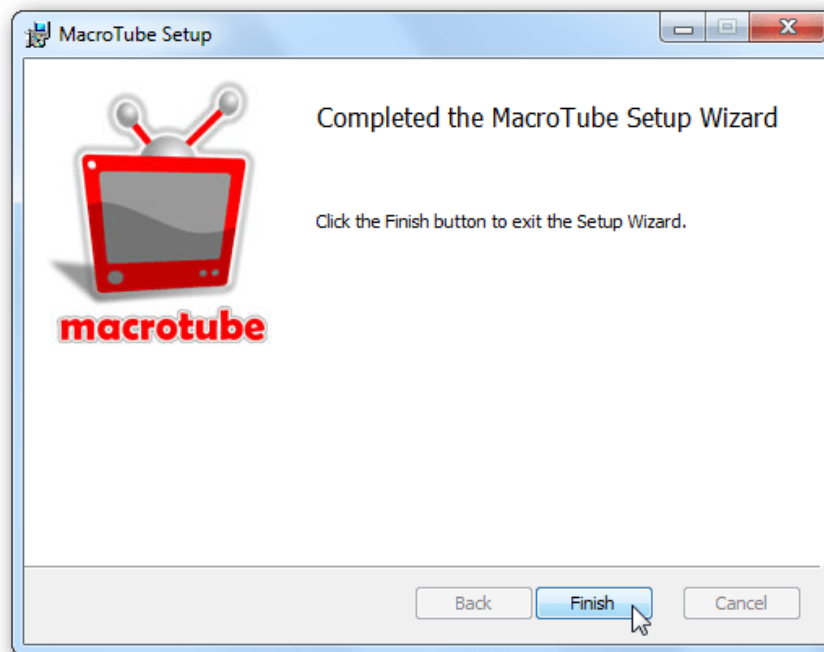 MacroTube Setup
Completed the MacroTube Setup Wizard
Click the Finish button to exit the Setup Wizard.
macrotube
Back Finish Cancel